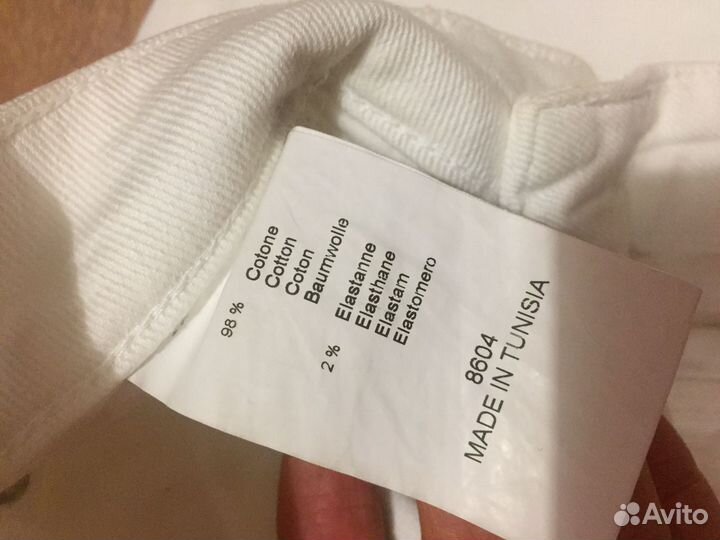 98 % Cotone
Cotton
Coton
Baumwolle
2 % Elastanne
Elasthane
Elastam
Elastomero
8604
MADE IN TUNISIA
Avito